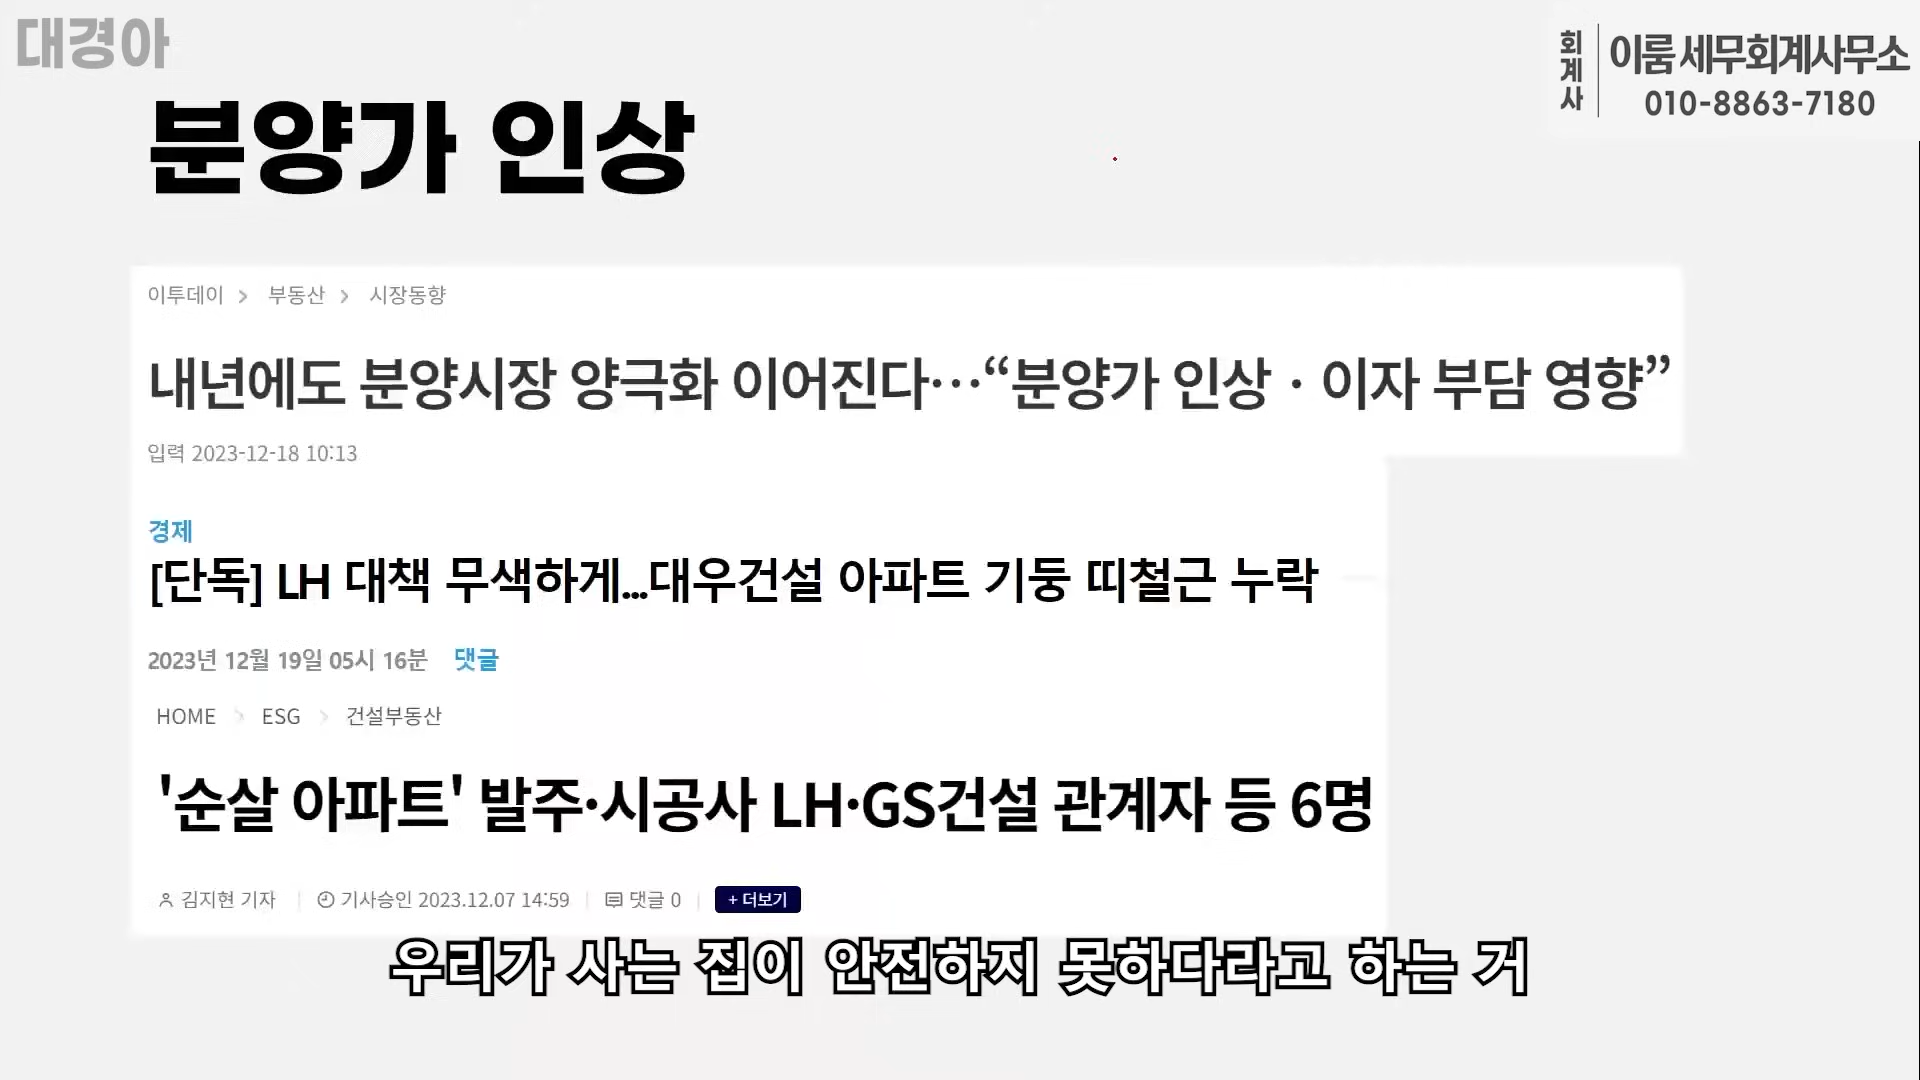 대경아
회계사
이룸세무회계사무소
010-8863-7180
분양가 인상
이투데이 > 부동산 > 시장동향
내년에도 분양시장 양극화 이어진다…“분양가 인상·이자 부담 영향”
입력 2023-12-18 10:13
경제
[단독] LH 대책 무색하게...대우건설 아파트 기둥 띠철근 누락
2023년 12월 19일 05시 16분 댓글
HOME > ESG > 건설부동산
'순살 아파트' 발주·시공사 LH·GS건설 관계자 등 6명
김지현 기자 | 기사승인 2023.12.07 14:59 | 댓글 0 | + 더보기
우리가 사는 집이 안전하지 못하다라고 하는 거